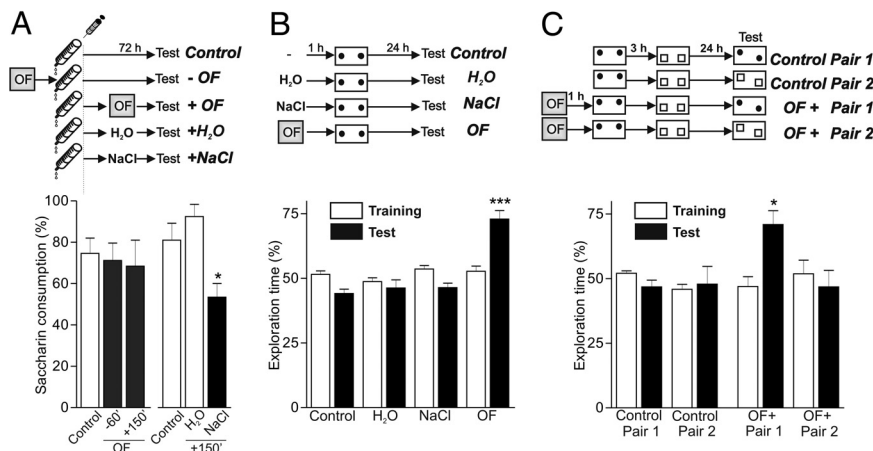 A
72 h
Test Control
OF
Test - OF
OF
Test + OF
H₂O
Test +H₂O
NaCl
Test +NaCl
Saccharin consumption (%)
100
80
60
40
20
0
*
Control
-60'
+150'
OF
Control
H₂O
NaCl
+150'
B
-
1 h
24 h
Test Control
H₂O
Test H₂O
NaCl
Test NaCl
OF
Test OF
Exploration time (%)
75
50
25
0
Training
Test
***
Control
H₂O
NaCl
OF
C
Test
3 h
24 h
Control Pair 1
Control Pair 2
OF
1 h
OF + Pair 1
OF
OF + Pair 2
Exploration time (%)
75
50
25
0
Training
Test
*
Control
Pair 1
Control
Pair 2
OF+
Pair 1
OF+
Pair 2